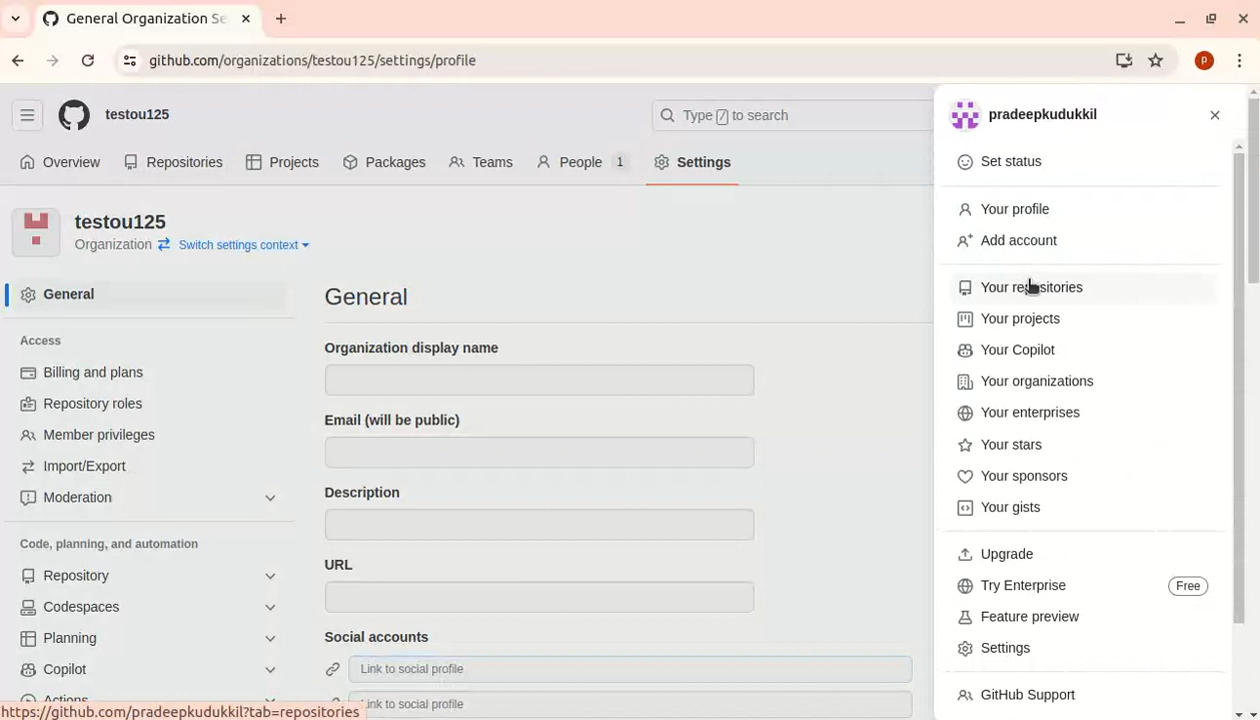 General Organization Se
github.com/organizations/testou125/settings/profile
p
testou125
Type / to search
pradeepkudukkil
Set status
Overview
Repositories
Projects
Packages
Teams
People 1
Settings
testou125
Organization
Switch settings context
Your profile
Add account
Your repositories
Your projects
Your Copilot
Your organizations
Your enterprises
Your stars
Your sponsors
Your gists
Upgrade
Try Enterprise Free
Feature preview
Settings
GitHub Support
General
Access
Billing and plans
Repository roles
Member privileges
Import/Export
Moderation
Code, planning, and automation
Repository
Codespaces
Planning
Copilot
Actions
General
Organization display name
Email (will be public)
Description
URL
Social accounts
Link to social profile
Link to social profile
https://github.com/pradeepkudukkil?tab=repositories